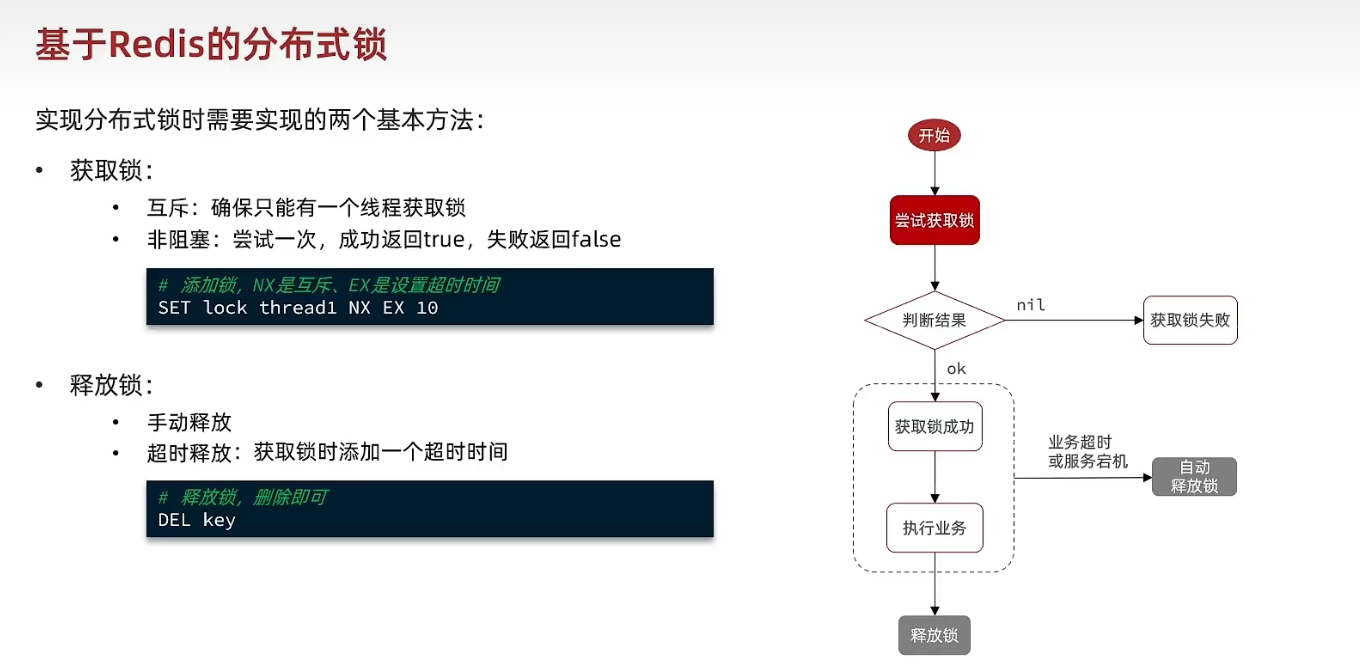 基于Redis的分布式锁
实现分布式锁时需要实现的两个基本方法：
• 获取锁：
• 互斥：确保只能有一个线程获取锁
• 非阻塞：尝试一次，成功返回true，失败返回false
# 添加锁，NX是互斥、EX是设置超时时间
SET lock thread1 NX EX 10
• 释放锁：
• 手动释放
• 超时释放：获取锁时添加一个超时时间
# 释放锁，删除即可
DEL key
开始
尝试获取锁
判断结果
nil
获取锁失败
ok
获取锁成功
业务超时
或服务宕机
自动
释放锁
执行业务
释放锁